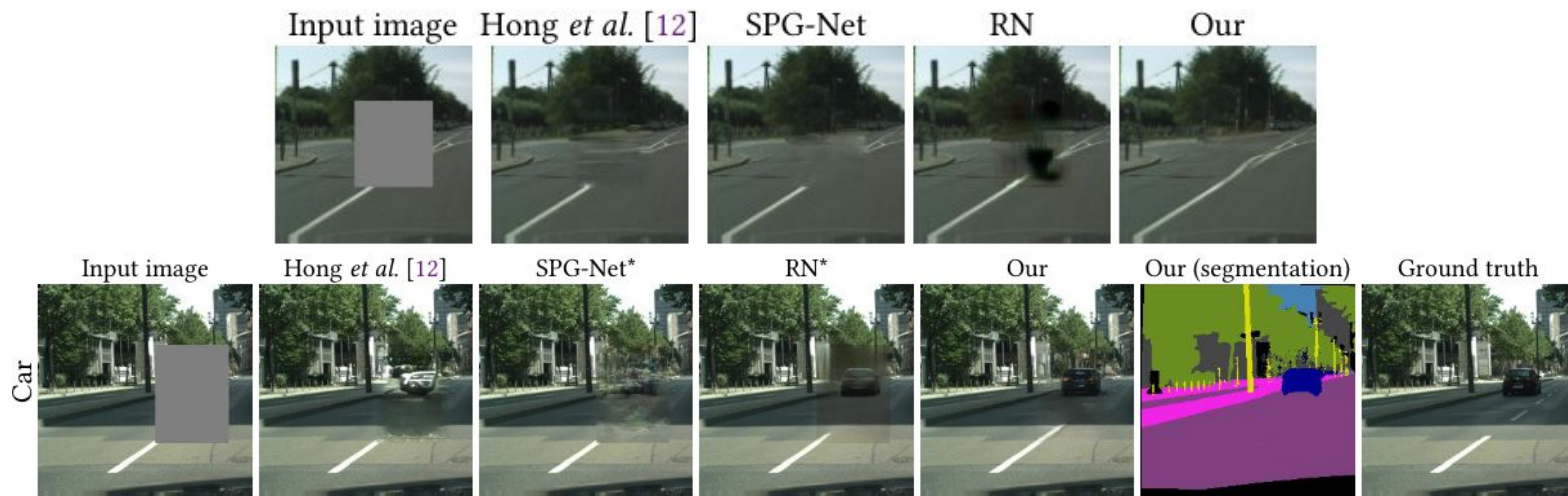 Input image Hong et al. [12] SPG-Net RN Our
Input image Hong et al. [12] SPG-Net* RN* Our Our (segmentation) Ground truth
Car